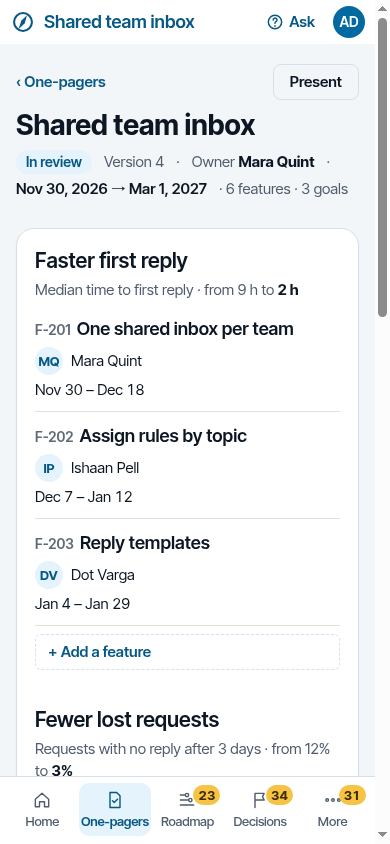 Shared team inbox
Ask
AD
‹ One-pagers
Present
Shared team inbox
In review Version 4 · Owner Mara Quint ·
Nov 30, 2026 → Mar 1, 2027 · 6 features · 3 goals
Faster first reply
Median time to first reply · from 9 h to 2 h
F-201 One shared inbox per team
MQ Mara Quint
Nov 30 – Dec 18
F-202 Assign rules by topic
IP Ishaan Pell
Dec 7 – Jan 12
F-203 Reply templates
DV Dot Varga
Jan 4 – Jan 29
+ Add a feature
Fewer lost requests
Requests with no reply after 3 days · from 12%
to 3%
23 34 31
Home One-pagers Roadmap Decisions More